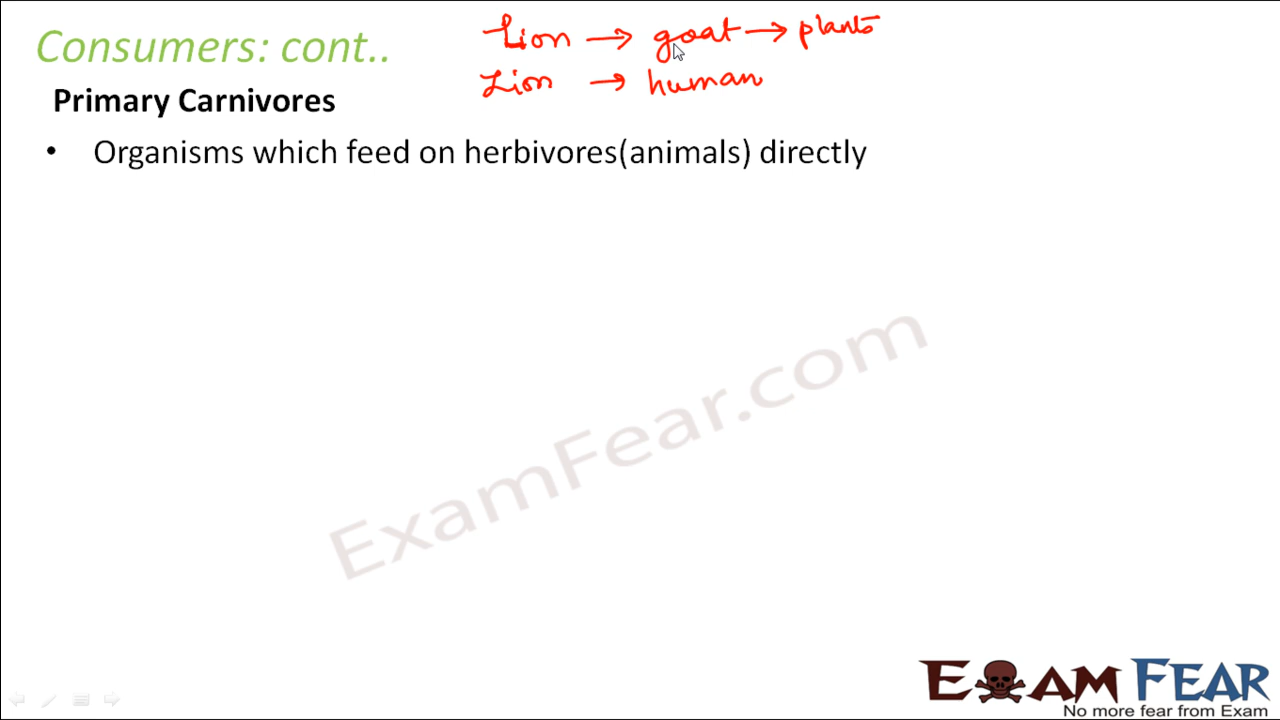 Consumers: cont..
Lion → goat → plants
Lion → human
Primary Carnivores
• Organisms which feed on herbivores(animals) directly
ExamFear.com
EXAM FEAR
No more fear from Exam